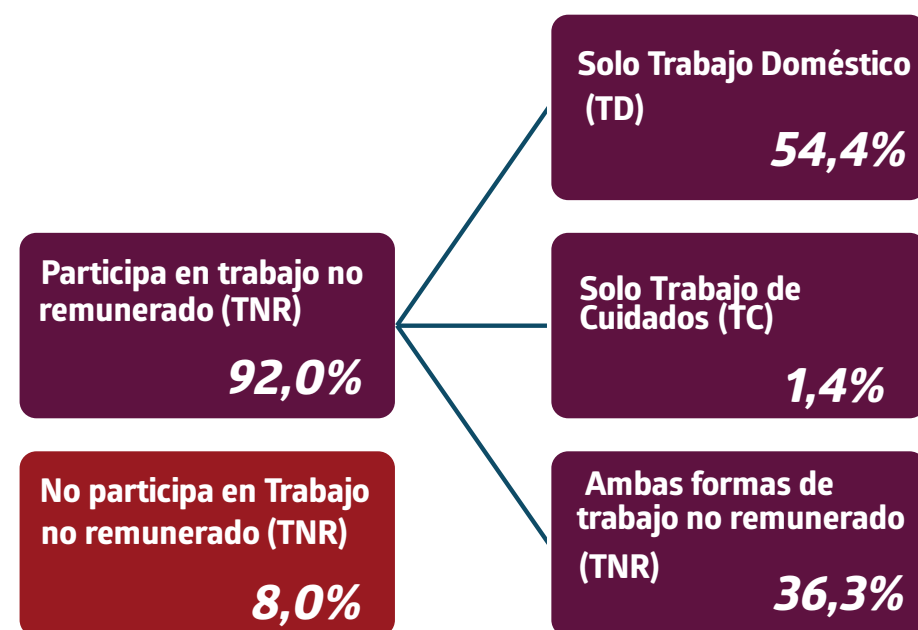 Participa en trabajo no
remunerado (TNR)
92,0%
No participa en Trabajo
no remunerado (TNR)
8,0%
Solo Trabajo Doméstico
(TD)
54,4%
Solo Trabajo de
Cuidados (TC)
1,4%
Ambas formas de
trabajo no remunerado
(TNR)
36,3%